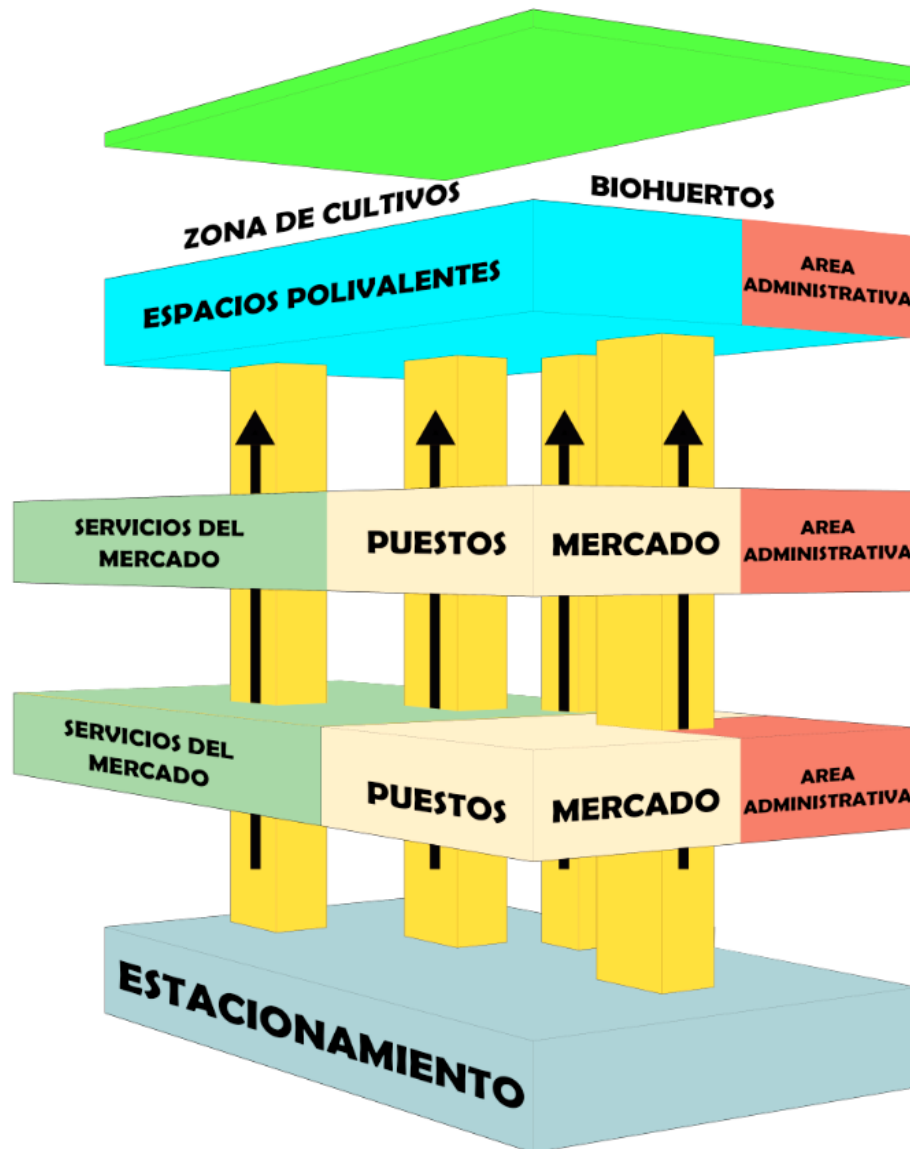 ZONA DE CULTIVOS
BIOHUERTOS
ESPACIOS POLIVALENTES
AREA
ADMINISTRATIVA
SERVICIOS DEL
MERCADO
PUESTOS
MERCADO
AREA
ADMINISTRATIVA
SERVICIOS DEL
MERCADO
PUESTOS
MERCADO
AREA
ADMINISTRATIVA
ESTACIONAMIENTO